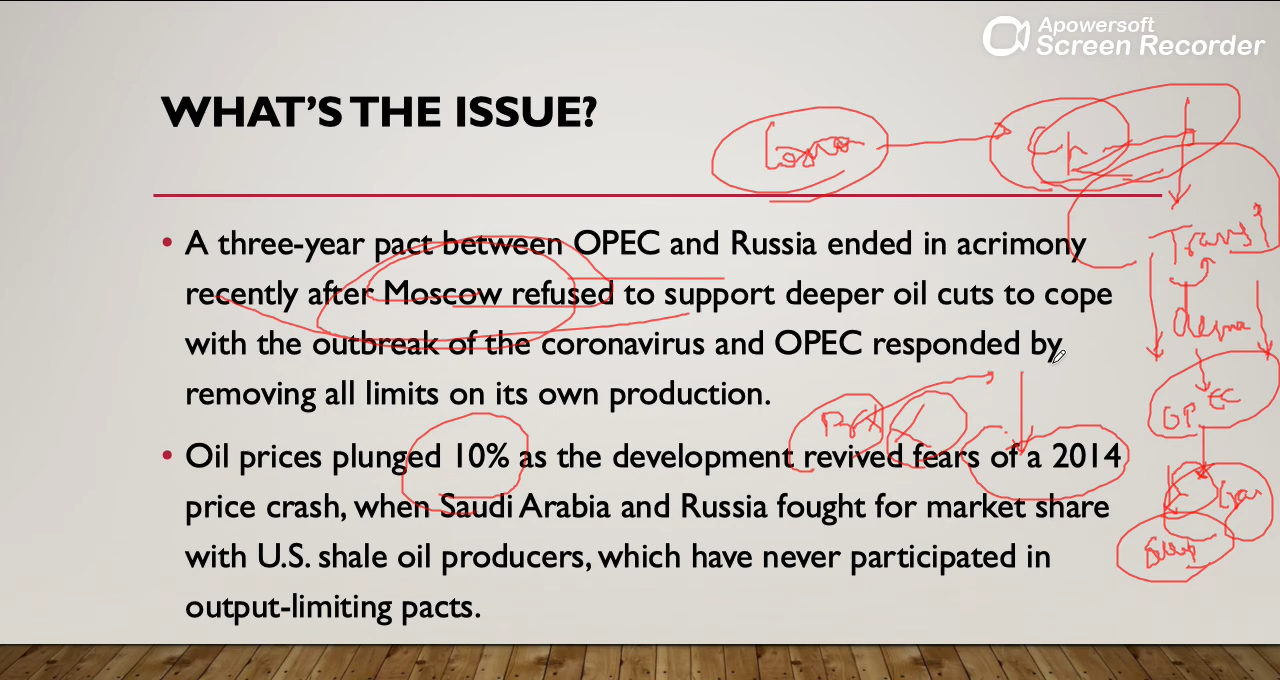 Apowersoft
Screen Recorder
WHAT'S THE ISSUE?
• A three-year pact between OPEC and Russia ended in acrimony
recently after Moscow refused to support deeper oil cuts to cope
with the outbreak of the coronavirus and OPEC responded by
removing all limits on its own production.
• Oil prices plunged 10% as the development revived fears of a 2014
price crash, when Saudi Arabia and Russia fought for market share
with U.S. shale oil producers, which have never participated in
output-limiting pacts.